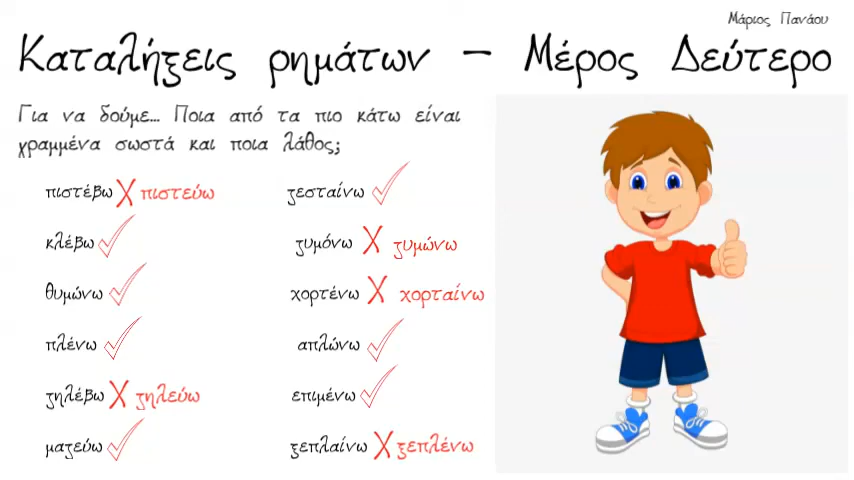 Μάριος Πανάου
Καταλήξεις ρημάτων - Μέρος Δεύτερο
Για να δούμε... Ποια από τα πιο κάτω είναι
γραμμένα σωστά και ποια λάθος;
πιστέβω X πιστεύω
κλέβω ✓
θυμώνω ✓
πλένω ✓
ζηλέβω X ζηλεύω
μαζεύω ✓
ζεσταίνω ✓
ζυμόνω X ζυμώνω
χορτένω X χορταίνω
απλώνω ✓
επιμένω ✓
ξεπλαίνω X ξεπλένω